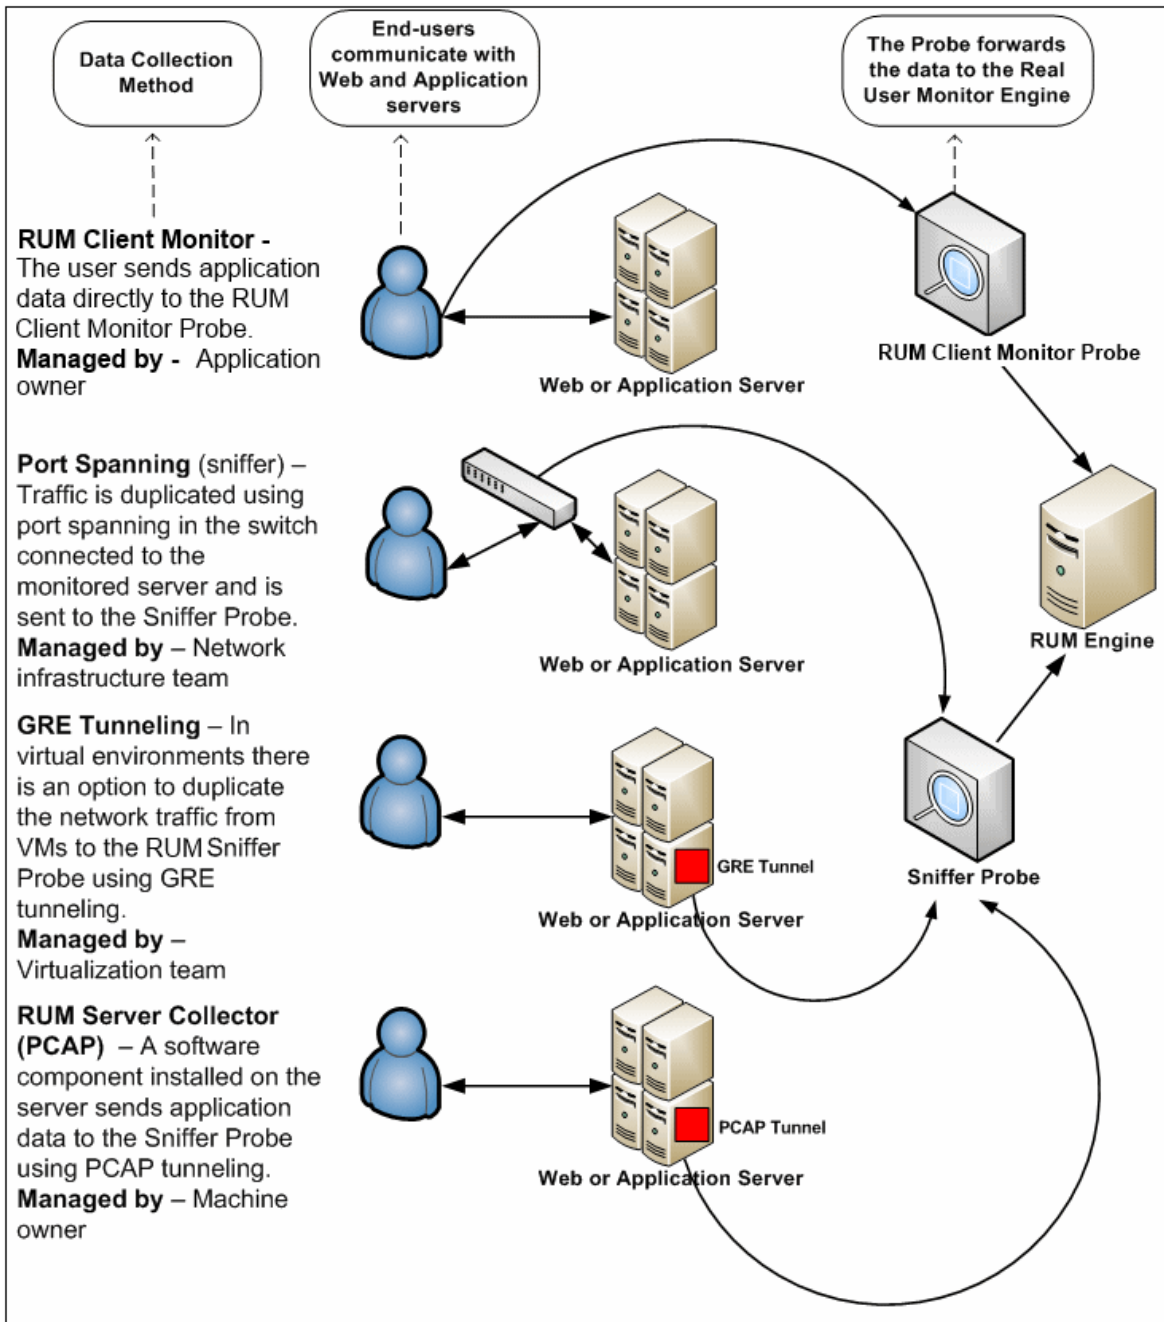 Data Collection
Method
End-users
communicate with
Web and Application
servers
The Probe forwards
the data to the Real
User Monitor Engine
RUM Client Monitor -
The user sends application
data directly to the RUM
Client Monitor Probe.
Managed by - Application
owner
Web or Application Server
RUM Client Monitor Probe
Port Spanning (sniffer) –
Traffic is duplicated using
port spanning in the switch
connected to the
monitored server and is
sent to the Sniffer Probe.
Managed by – Network
infrastructure team
Web or Application Server
RUM Engine
GRE Tunneling – In
virtual environments there
is an option to duplicate
the network traffic from
VMs to the RUM Sniffer
Probe using GRE
tunneling.
Managed by –
Virtualization team
GRE Tunnel
Web or Application Server
Sniffer Probe
RUM Server Collector
(PCAP) – A software
component installed on the
server sends application
data to the Sniffer Probe
using PCAP tunneling.
Managed by – Machine
owner
PCAP Tunnel
Web or Application Server